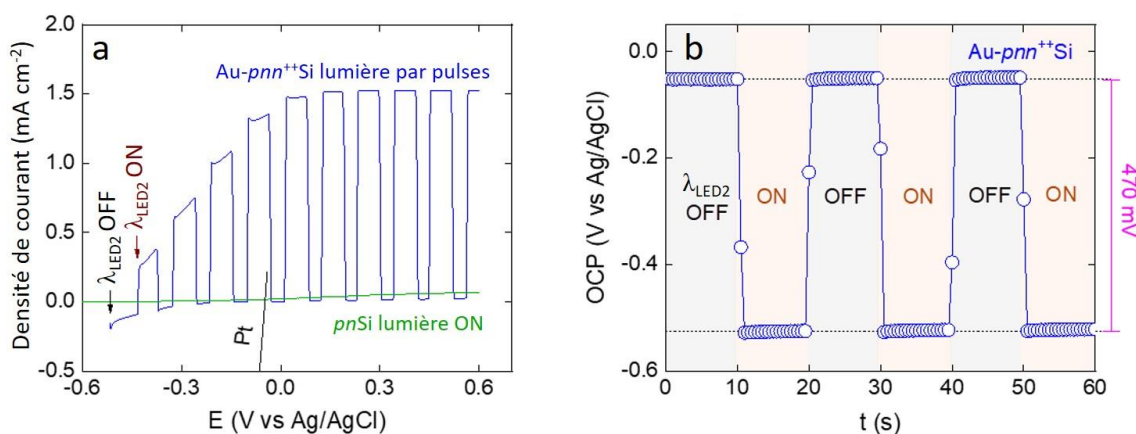 a
Au-pnn⁺⁺Si lumière par pulses
λLED2 OFF
λLED2 ON
Pt
pnSi lumière ON
Densité de courant (mA cm⁻²)
2.0
1.5
1.0
0.5
0.0
-0.5
-0.6
-0.3
0.0
0.3
0.6
E (V vs Ag/AgCl)
b
Au-pnn⁺⁺Si
λLED2
OFF
ON
OFF
ON
OFF
ON
470 mV
OCP (V vs Ag/AgCl)
0.0
-0.2
-0.4
-0.6
0
10
20
30
40
50
60
t (s)